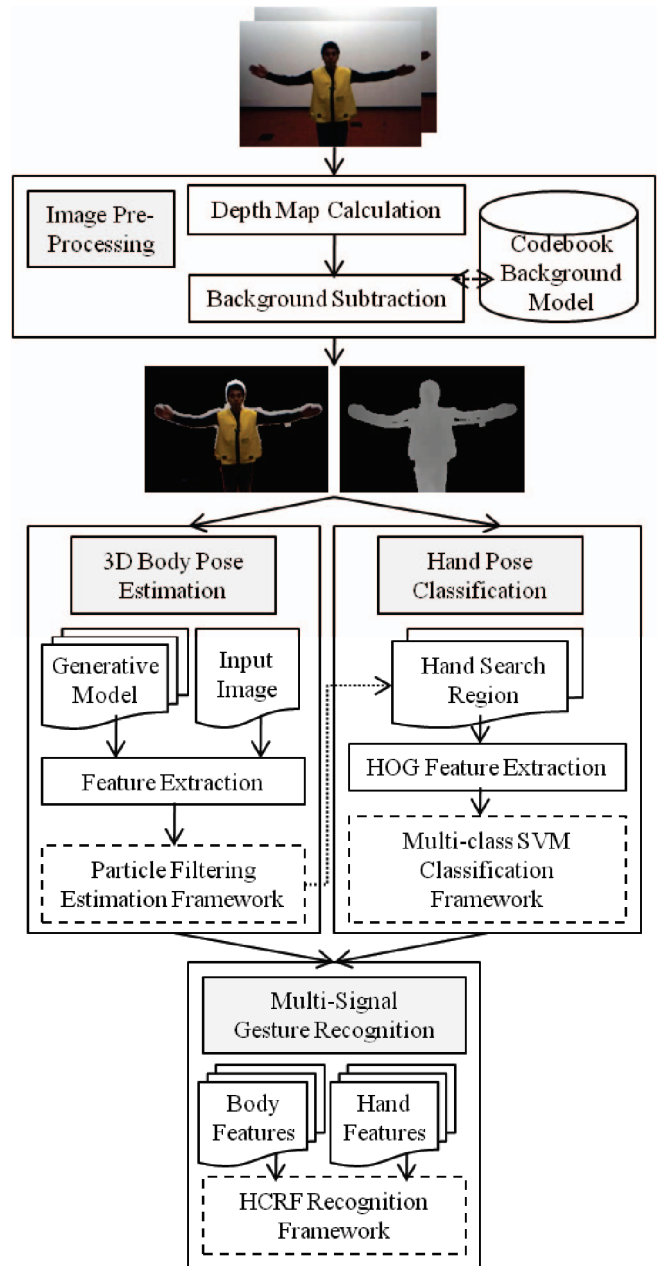 Image Pre-
Processing
Depth Map Calculation
Background Subtraction
Codebook
Background
Model
3D Body Pose
Estimation
Generative
Model
Input
Image
Feature Extraction
Particle Filtering
Estimation Framework
Hand Pose
Classification
Hand Search
Region
HOG Feature Extraction
Multi-class SVM
Classification
Framework
Multi-Signal
Gesture Recognition
Body
Features
Hand
Features
HCRF Recognition
Framework